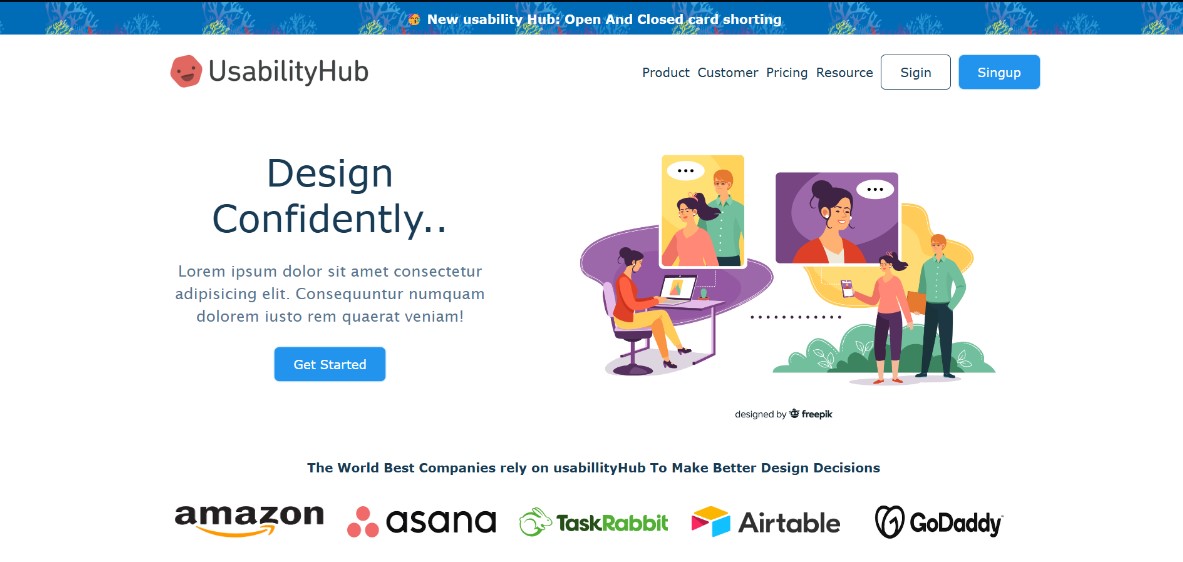 New usability Hub: Open And Closed card shorting
UsabilityHub
Product Customer Pricing Resource Sigin Singup
Design
Confidently..
Lorem ipsum dolor sit amet consectetur
adipisicing elit. Consequuntur numquam
dolorem iusto rem quaerat veniam!
Get Started
designed by freepik
The World Best Companies rely on usabillityHub To Make Better Design Decisions
amazon asana TaskRabbit Airtable GoDaddy